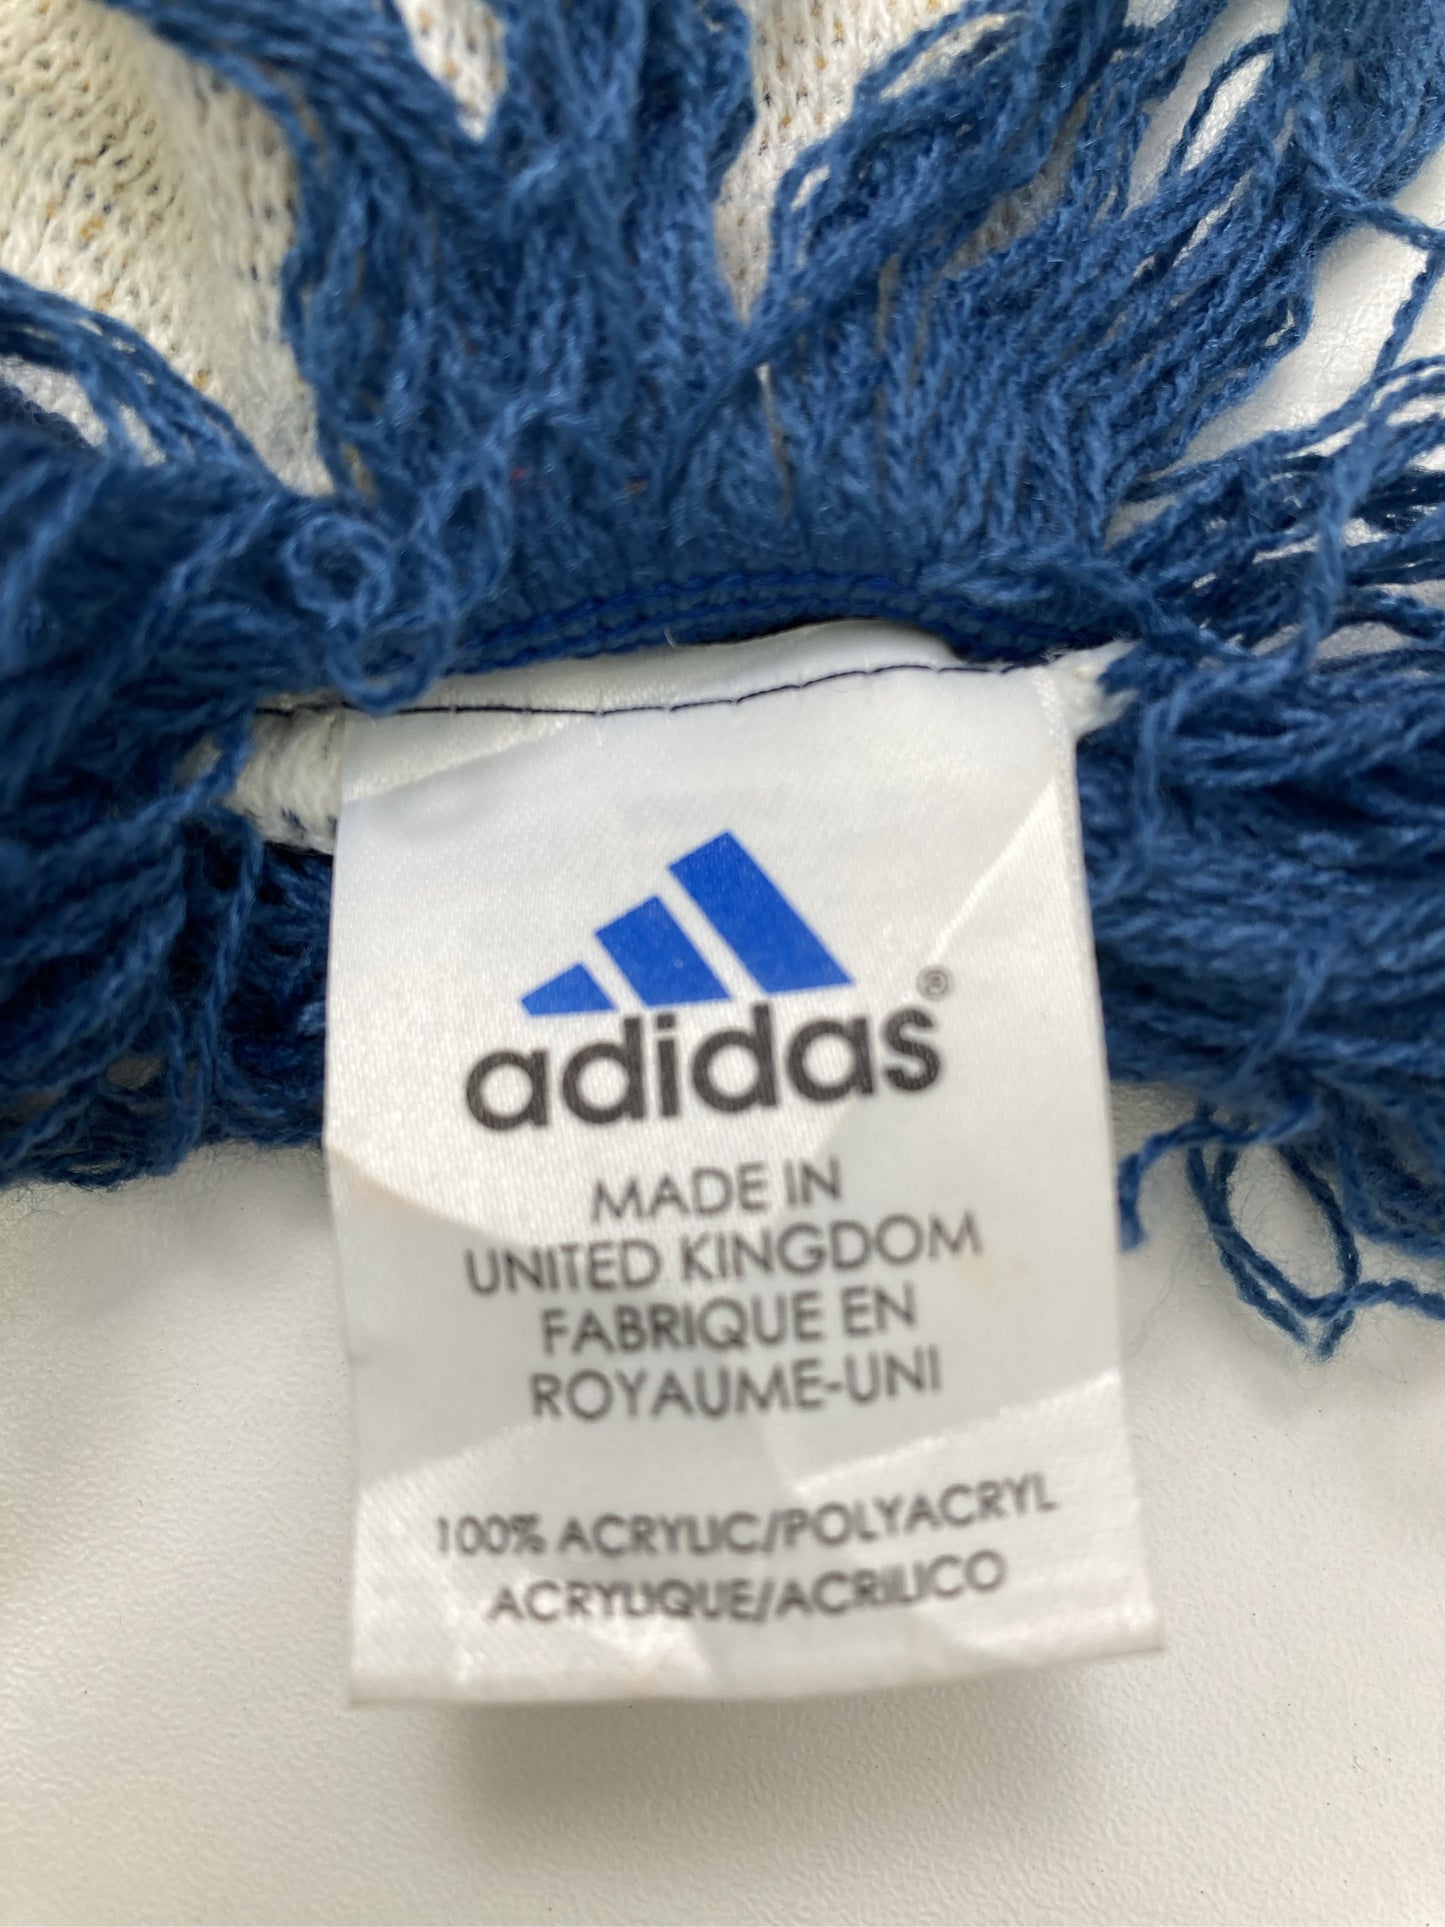 adidas®
MADE IN
UNITED KINGDOM
FABRIQUE EN
ROYAUME-UNI
100% ACRYLIC/POLYACRYL
ACRYLIQUE/ACRILICO